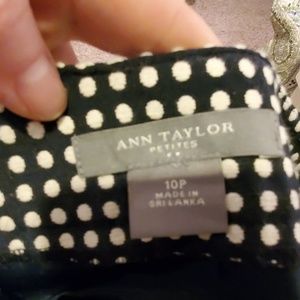 ANN TAYLOR
PETITES
10P
MADE IN
SRI LANKA